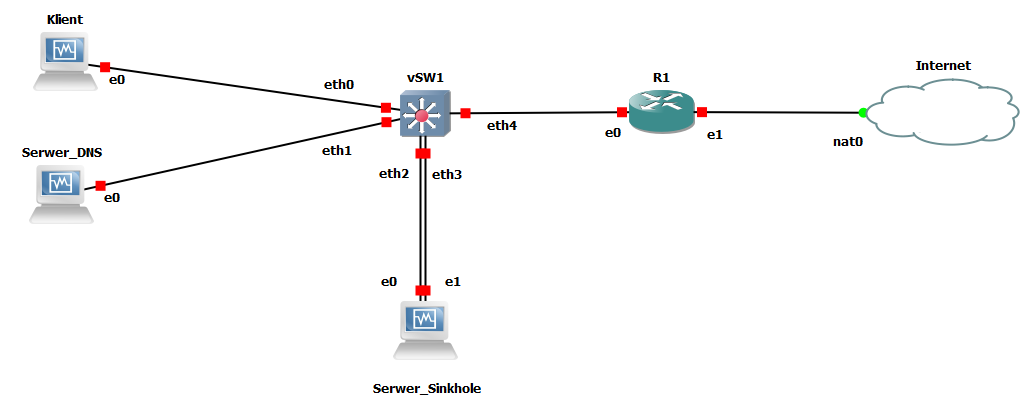 Klient
e0
eth0
vSW1
R1
Internet
eth4
e0
e1
nat0
Serwer_DNS
eth1
e0
eth2
eth3
e0
e1
Serwer_Sinkhole